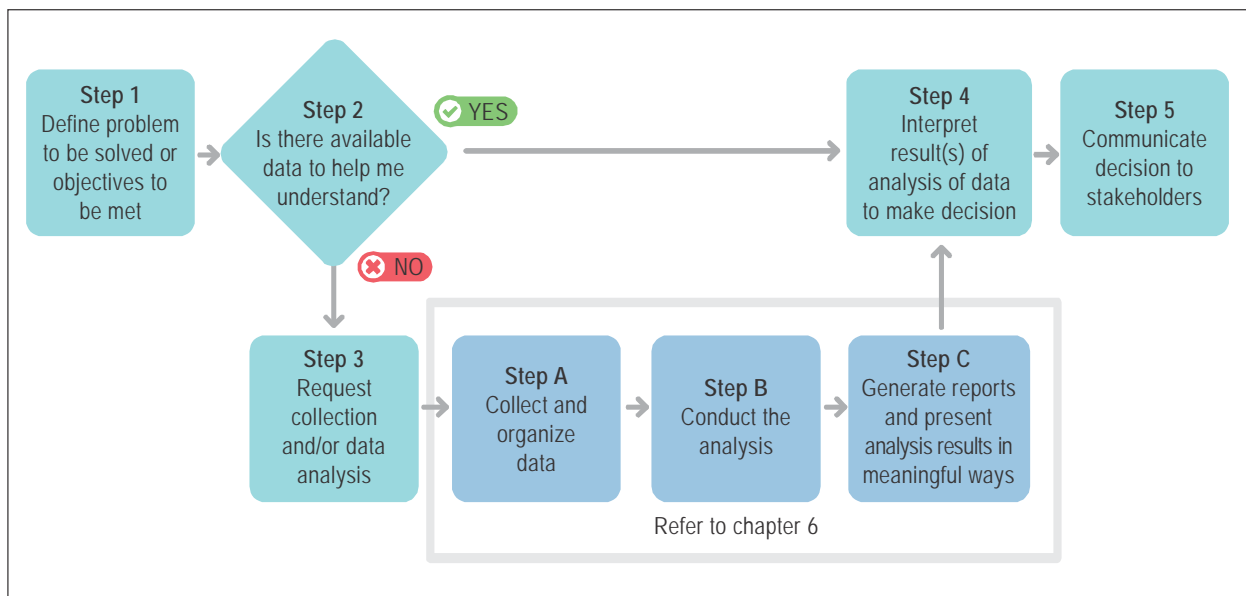 Step 1
Define problem
to be solved or
objectives to
be met
Step 2
Is there available
data to help me
understand?
YES
NO
Step 4
Interpret
result(s) of
analysis of data
to make decision
Step 5
Communicate
decision to
stakeholders
Step 3
Request
collection
and/or data
analysis
Step A
Collect and
organize
data
Step B
Conduct the
analysis
Step C
Generate reports
and present
analysis results in
meaningful ways
Refer to chapter 6